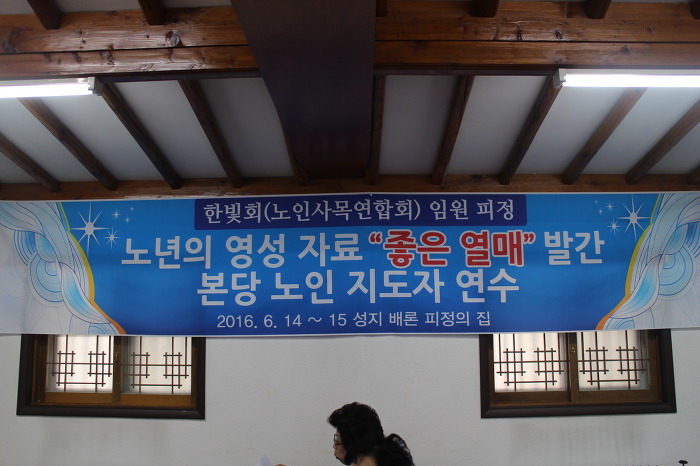 한빛회(노인사목연합회) 임원 피정
노년의 영성 자료 “좋은 열매” 발간
본당 노인 지도자 연수
2016. 6. 14 ~ 15 성지 배론 피정의 집